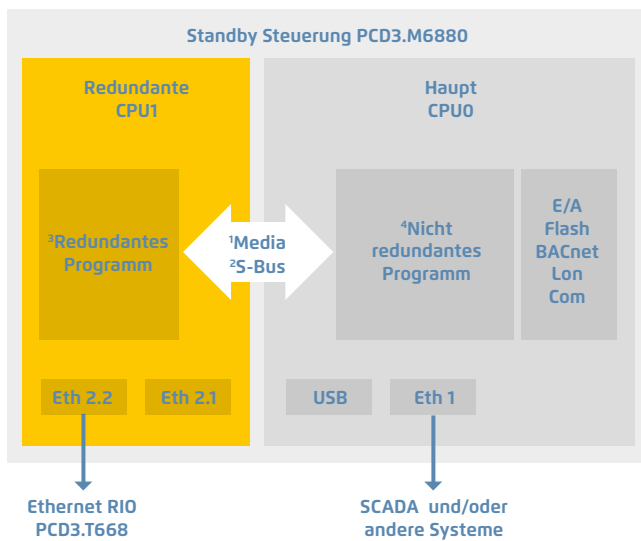 Standby Steuerung PCD3.M6880
Redundante
CPU1
Haupt
CPU0
³Redundantes
Programm
¹Media
²S-Bus
⁴Nicht
redundantes
Programm
E/A
Flash
BACnet
Lon
Com
Eth 2.2
Eth 2.1
USB
Eth 1
Ethernet RIO
PCD3.T668
SCADA und/oder
andere Systeme